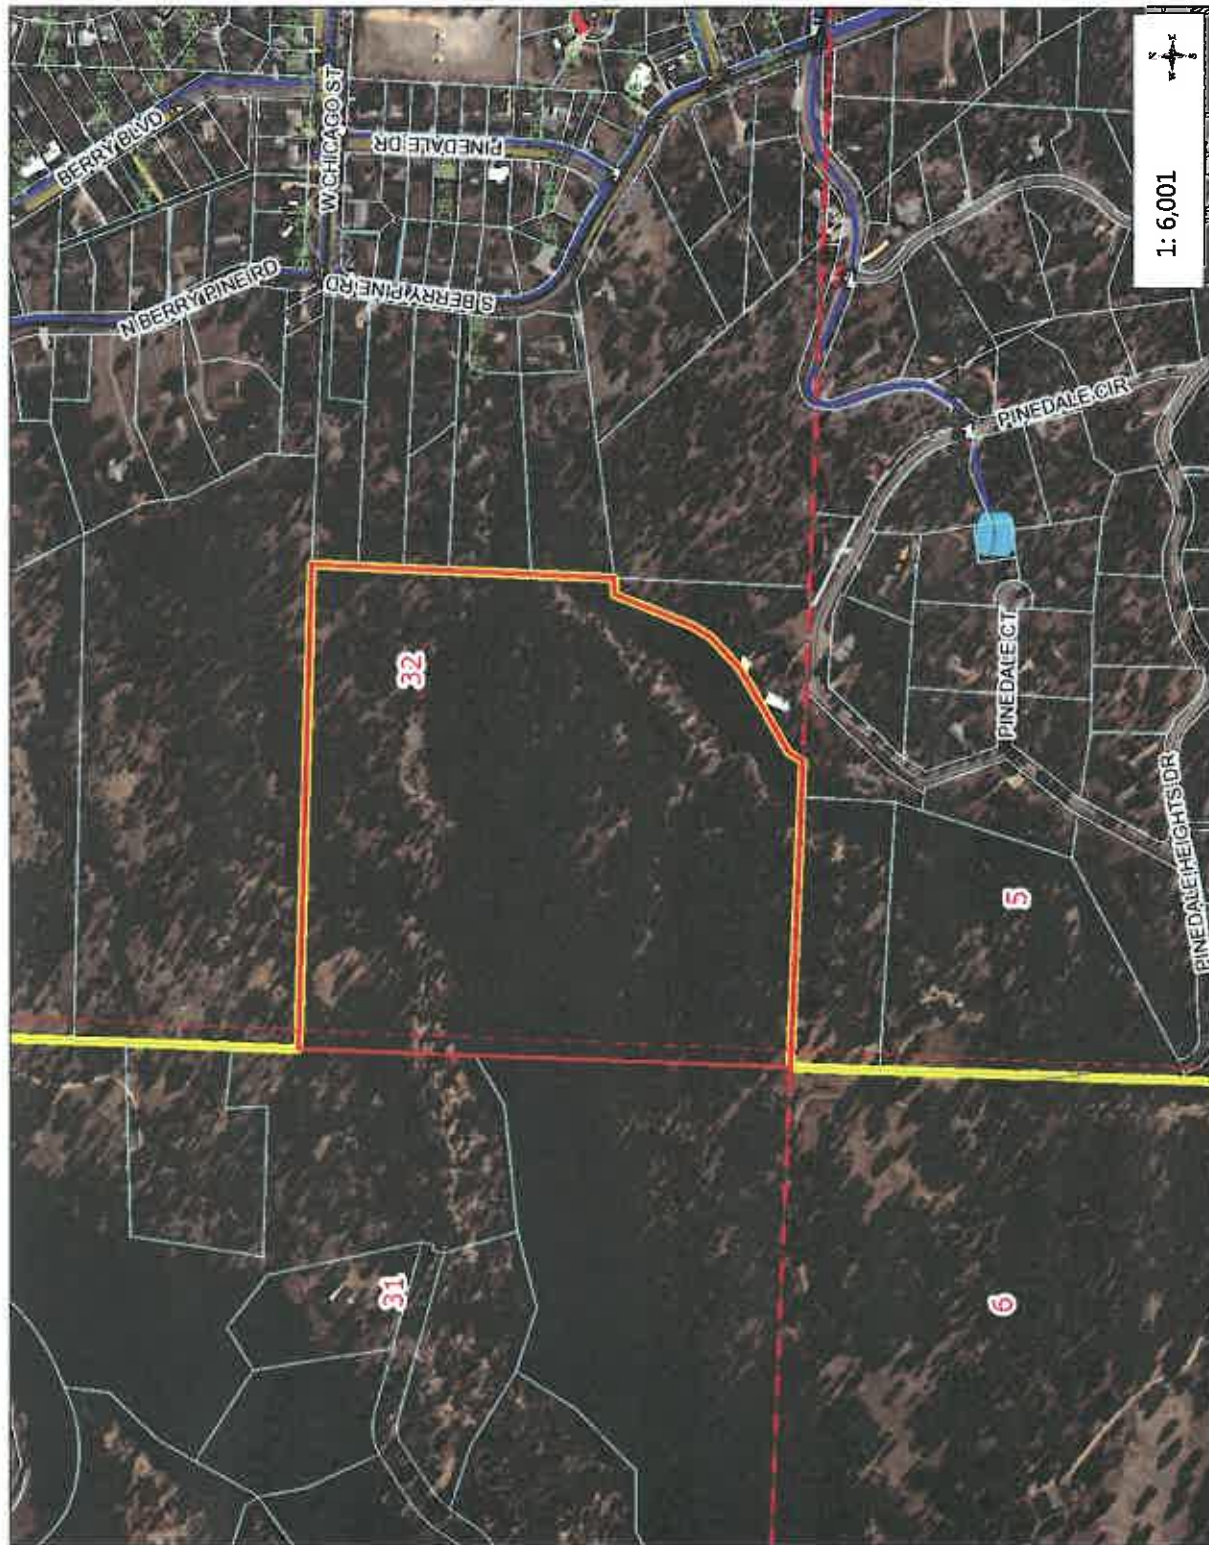 BERRY BLVD
W CHICAGO ST
PINEDALE DR
N BERRY PINE RD
S BERRY PINE RD
32
PINEDALE CIR
PINEDALE CT
5
PINEDALE HEIGHTS DR
31
6
1: 6,001
N
W
E
S